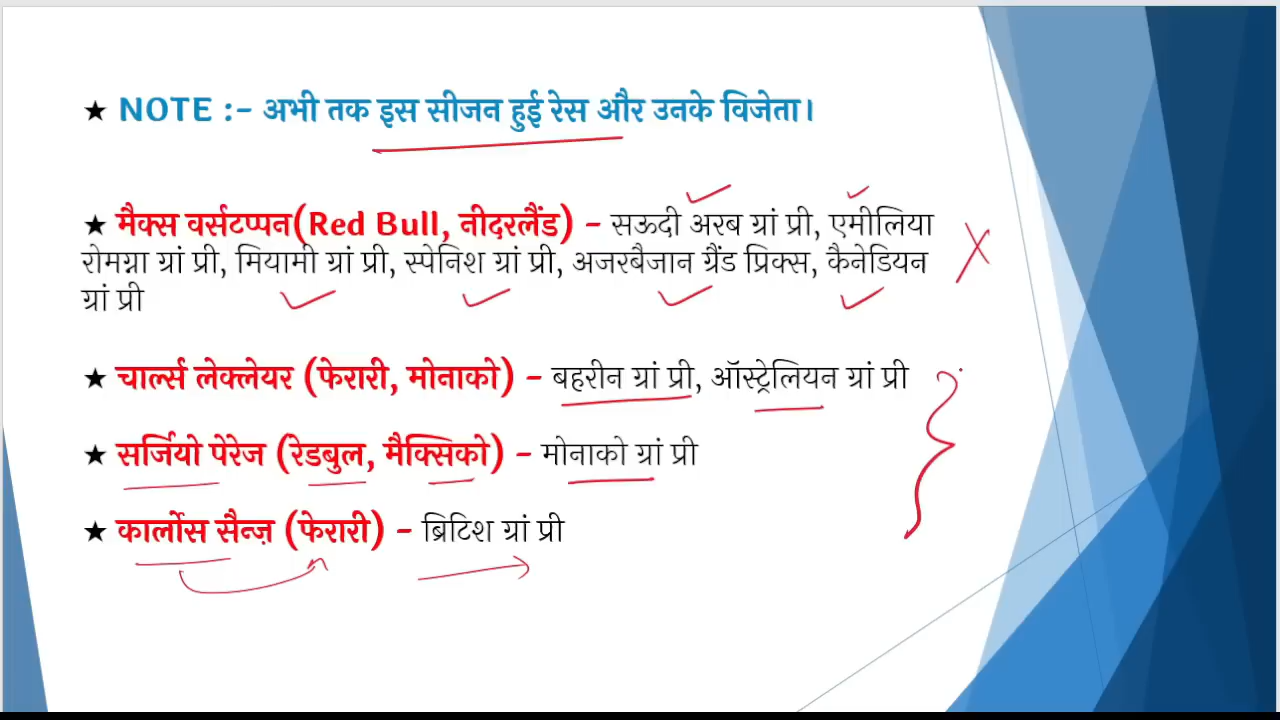 ★ NOTE :- अभी तक इस सीजन हुई रेस और उनके विजेता।
★ मैक्स वर्सटप्पन(Red Bull, नीदरलैंड) - सऊदी अरब ग्रां प्री, एमीलिया
रोमग्ना ग्रां प्री, मियामी ग्रां प्री, स्पेनिश ग्रां प्री, अजरबैजान ग्रैंड प्रिक्स, कैनेडियन
ग्रां प्री
★ चार्ल्स लेक्लेयर (फेरारी, मोनाको) - बहरीन ग्रां प्री, ऑस्ट्रेलियन ग्रां प्री
★ सर्जियो पेरेज (रेडबुल, मैक्सिको) - मोनाको ग्रां प्री
★ कार्लोस सैन्ज़ (फेरारी) - ब्रिटिश ग्रां प्री